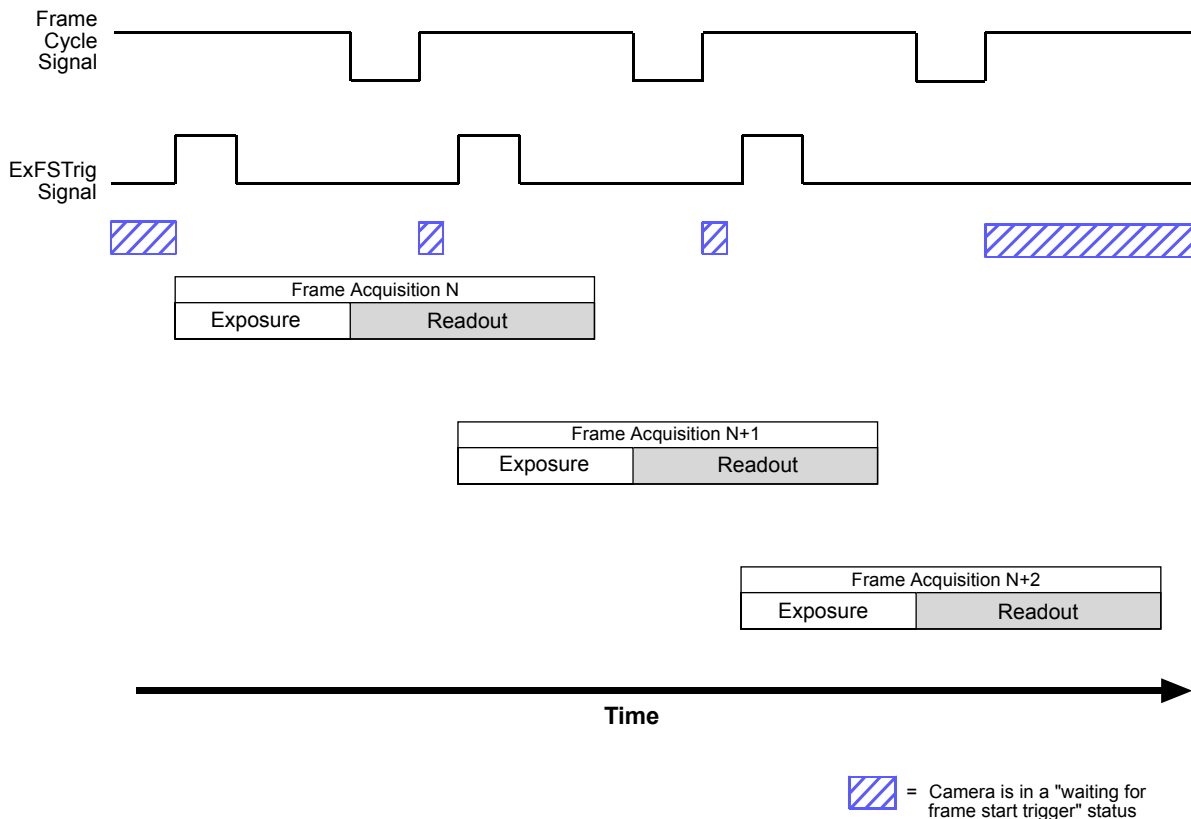 Frame
Cycle
Signal
ExFSTrig
Signal
Frame Acquisition N
Exposure Readout
Frame Acquisition N+1
Exposure Readout
Frame Acquisition N+2
Exposure Readout
Time
= Camera is in a "waiting for
frame start trigger" status